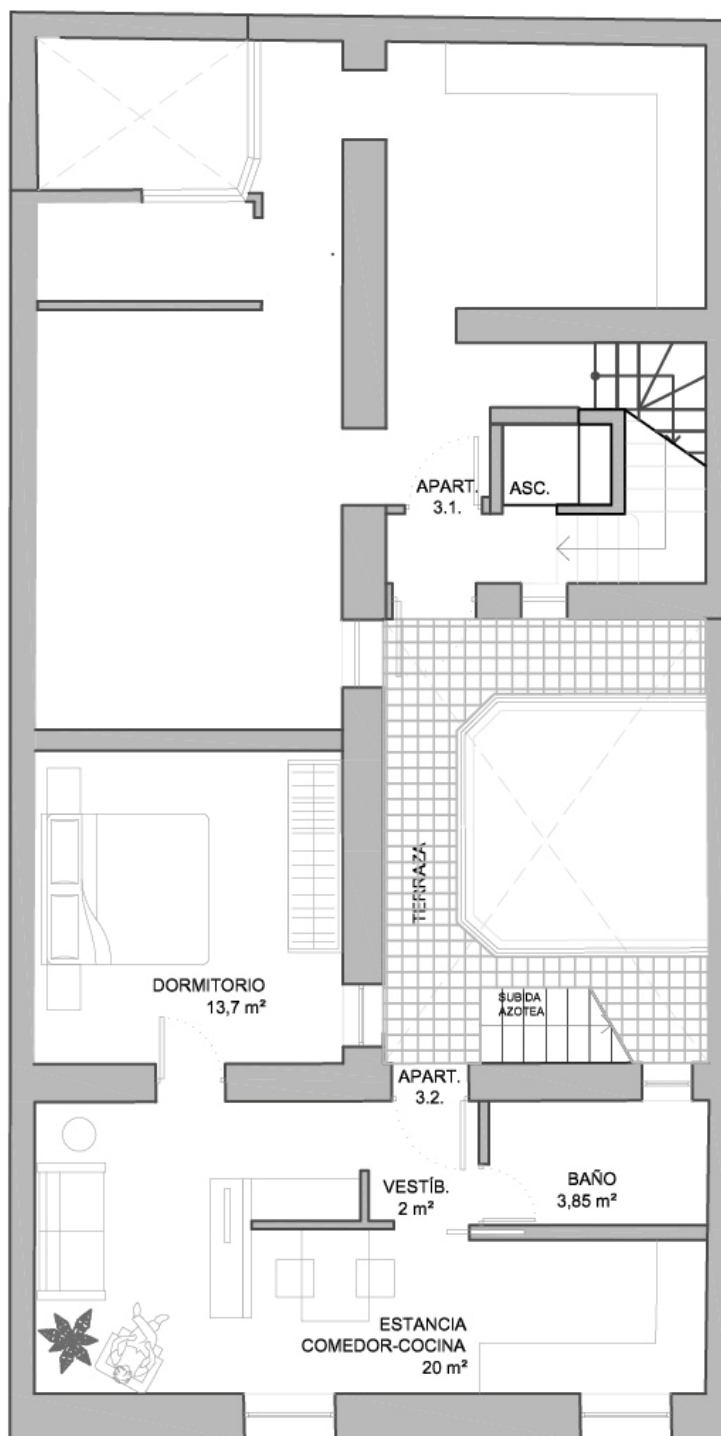 APART.
3.1.
ASC.
TERRAZA
DORMITORIO
13,7 m²
SUBIDA
AZOTEA
APART.
3.2.
VESTÍB.
2 m²
BAÑO
3,85 m²
ESTANCIA
COMEDOR-COCINA
20 m²